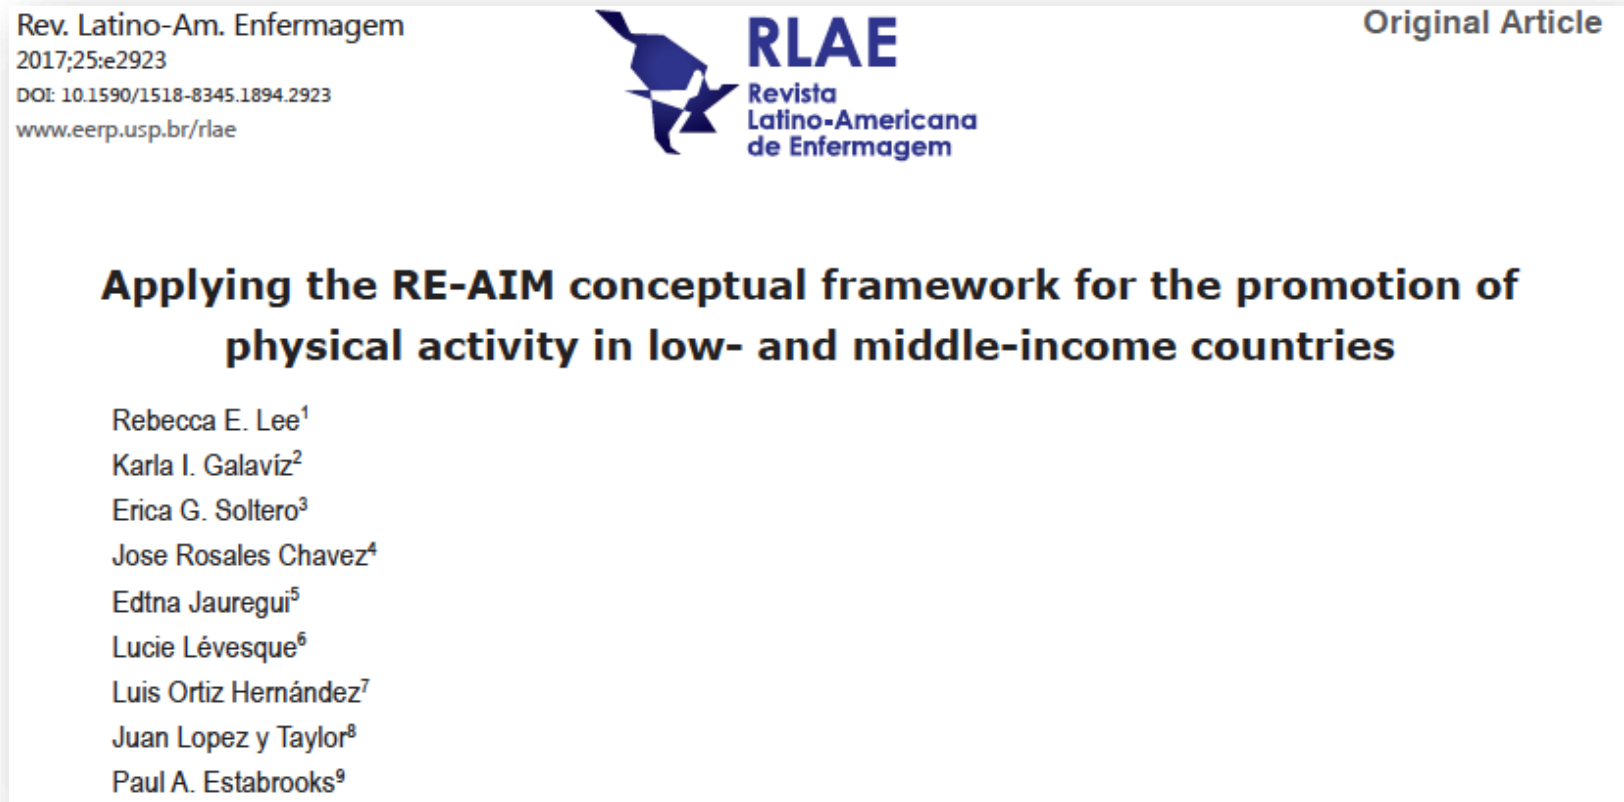 Rev. Latino-Am. Enfermagem
2017;25:e2923
DOI: 10.1590/1518-8345.1894.2923
www.eerp.usp.br/rlae
RLAE
Revista
Latino-Americana
de Enfermagem
Original Article
Applying the RE-AIM conceptual framework for the promotion of
physical activity in low- and middle-income countries
Rebecca E. Lee¹
Karla I. Galavíz²
Erica G. Soltero³
Jose Rosales Chavez⁴
Edtna Jauregui⁵
Lucie Lévesque⁶
Luis Ortiz Hernández⁷
Juan Lopez y Taylor⁸
Paul A. Estabrooks⁹